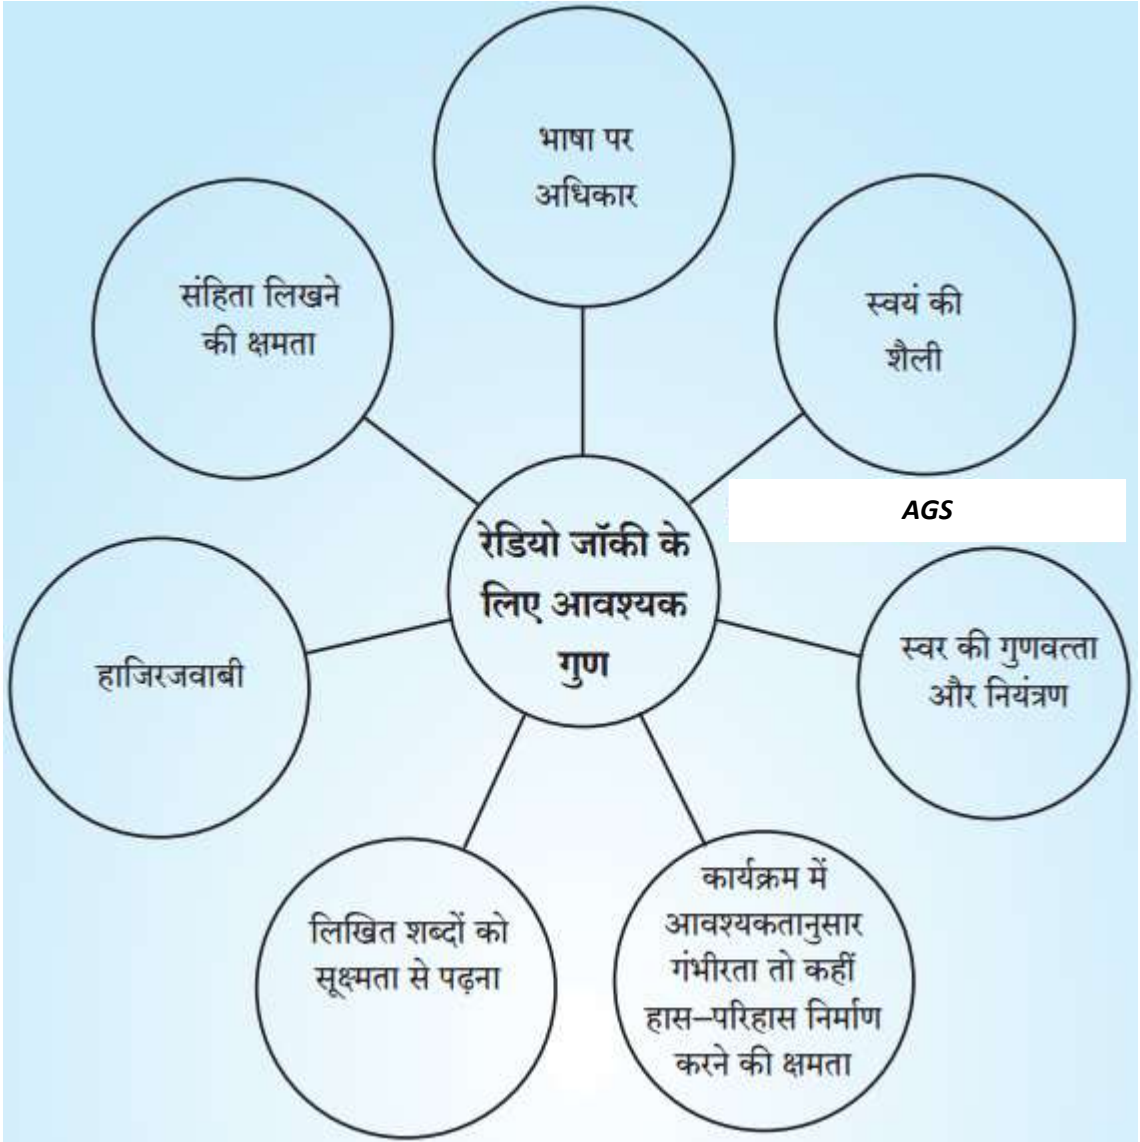 भाषा पर
अधिकार
स्वयं की
शैली
संहिता लिखने
की क्षमता
AGS
रेडियो जॉकी के
लिए आवश्यक
गुण
स्वर की गुणवत्ता
और नियंत्रण
हाजिरजवाबी
कार्यक्रम में
आवश्यकतानुसार
गंभीरता तो कहीं
हास–परिहास निर्माण
करने की क्षमता
लिखित शब्दों को
सूक्ष्मता से पढ़ना